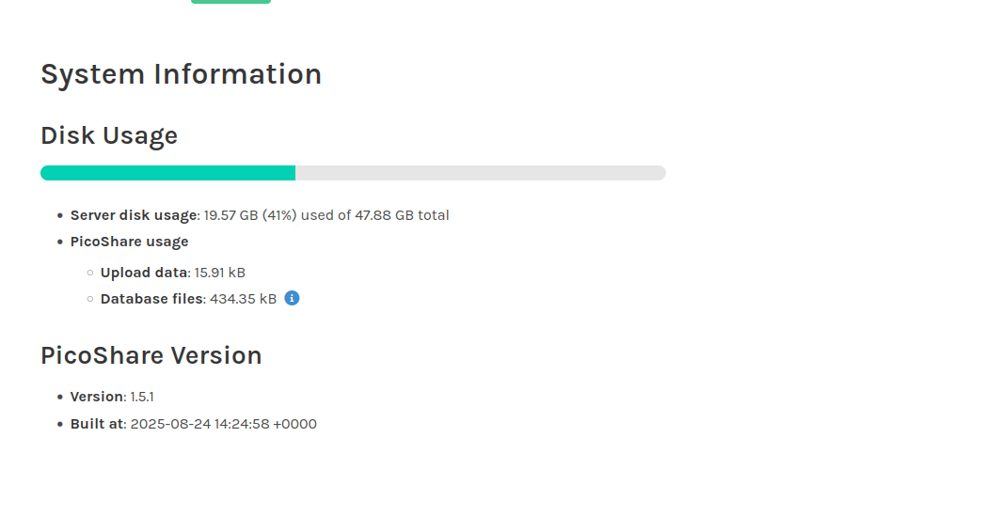 System Information
Disk Usage
Server disk usage: 19.57 GB (41%) used of 47.88 GB total
PicoShare usage
Upload data: 15.91 kB
Database files: 434.35 kB
PicoShare Version
Version: 1.5.1
Built at: 2025-08-24 14:24:58 +0000